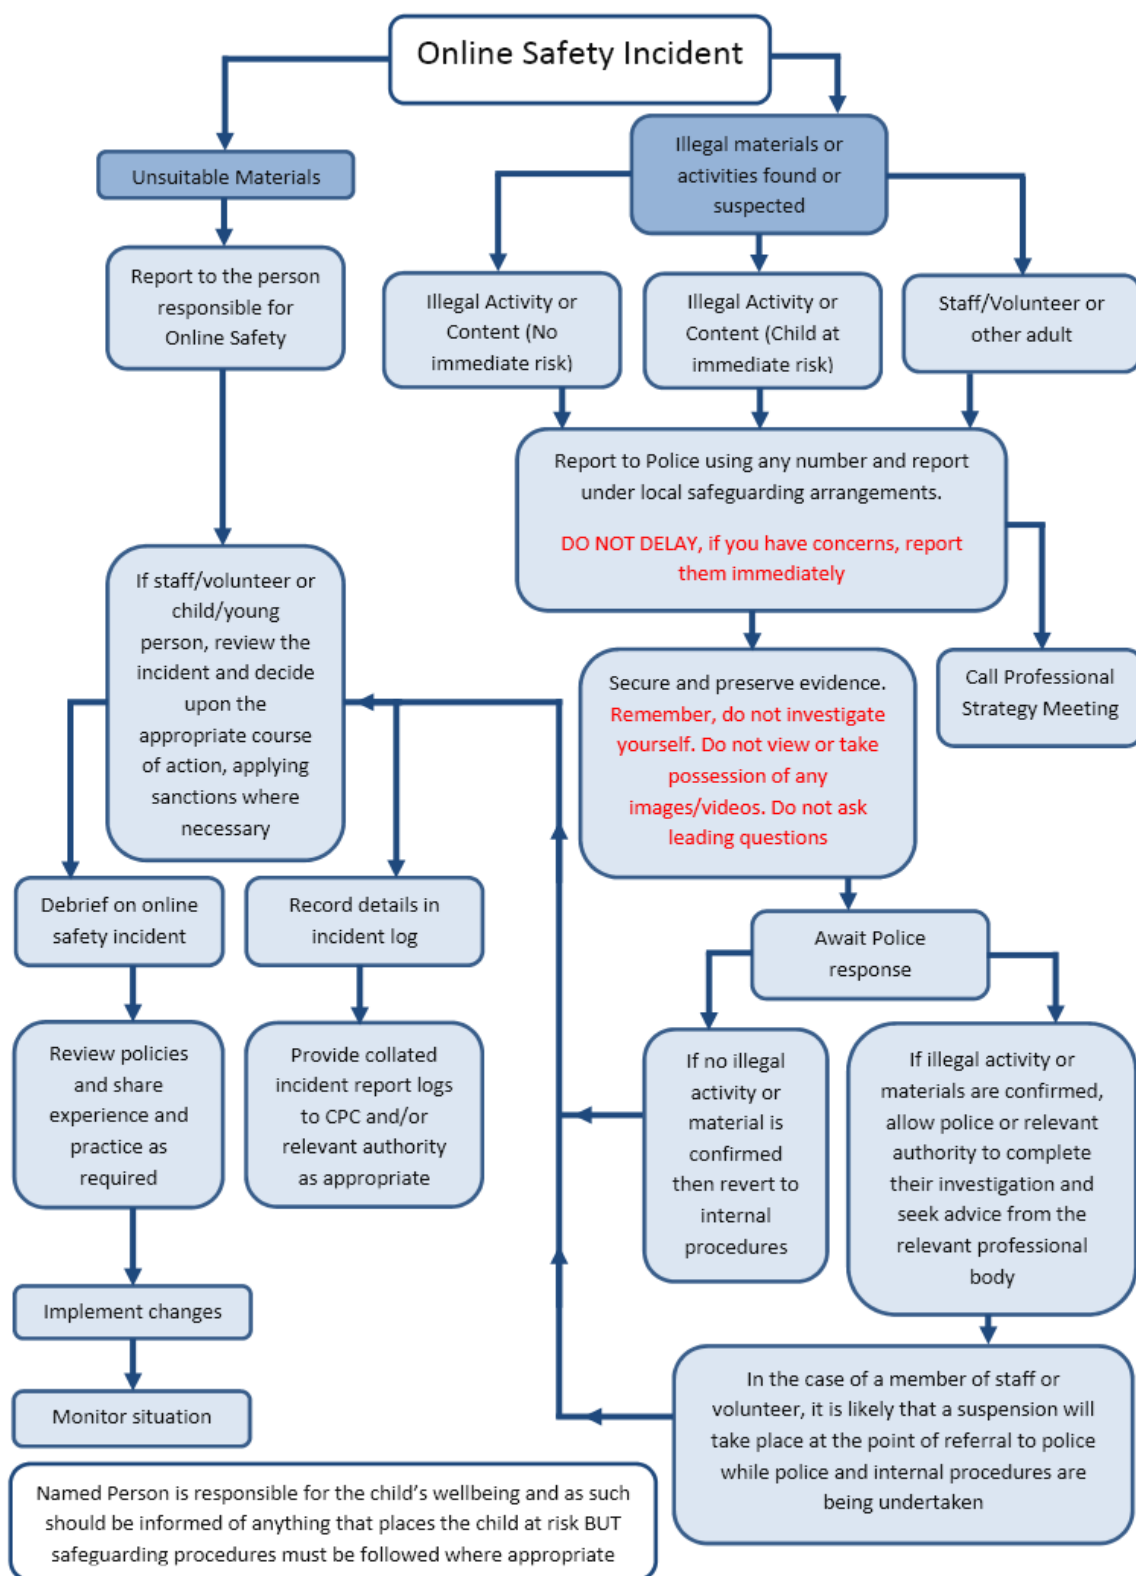 Online Safety Incident
Unsuitable Materials
Illegal materials or
activities found or
suspected
Report to the person
responsible for
Online Safety
Illegal Activity or
Content (No
immediate risk)
Illegal Activity or
Content (Child at
immediate risk)
Staff/Volunteer or
other adult
Report to Police using any number and report
under local safeguarding arrangements.
DO NOT DELAY, if you have concerns, report
them immediately
If staff/volunteer or
child/young
person, review the
incident and decide
upon the
appropriate course
of action, applying
sanctions where
necessary
Secure and preserve evidence.
Remember, do not investigate
yourself. Do not view or take
possession of any
images/videos. Do not ask
leading questions
Call Professional
Strategy Meeting
Debrief on online
safety incident
Record details in
incident log
Await Police
response
Review policies
and share
experience and
practice as
required
Provide collated
incident report logs
to CPC and/or
relevant authority
as appropriate
If no illegal
activity or
material is
confirmed
then revert to
internal
procedures
If illegal activity or
materials are confirmed,
allow police or relevant
authority to complete
their investigation and
seek advice from the
relevant professional
body
Implement changes
Monitor situation
In the case of a member of staff or
volunteer, it is likely that a suspension will
take place at the point of referral to police
while police and internal procedures are
being undertaken
Named Person is responsible for the child's wellbeing and as such
should be informed of anything that places the child at risk BUT
safeguarding procedures must be followed where appropriate